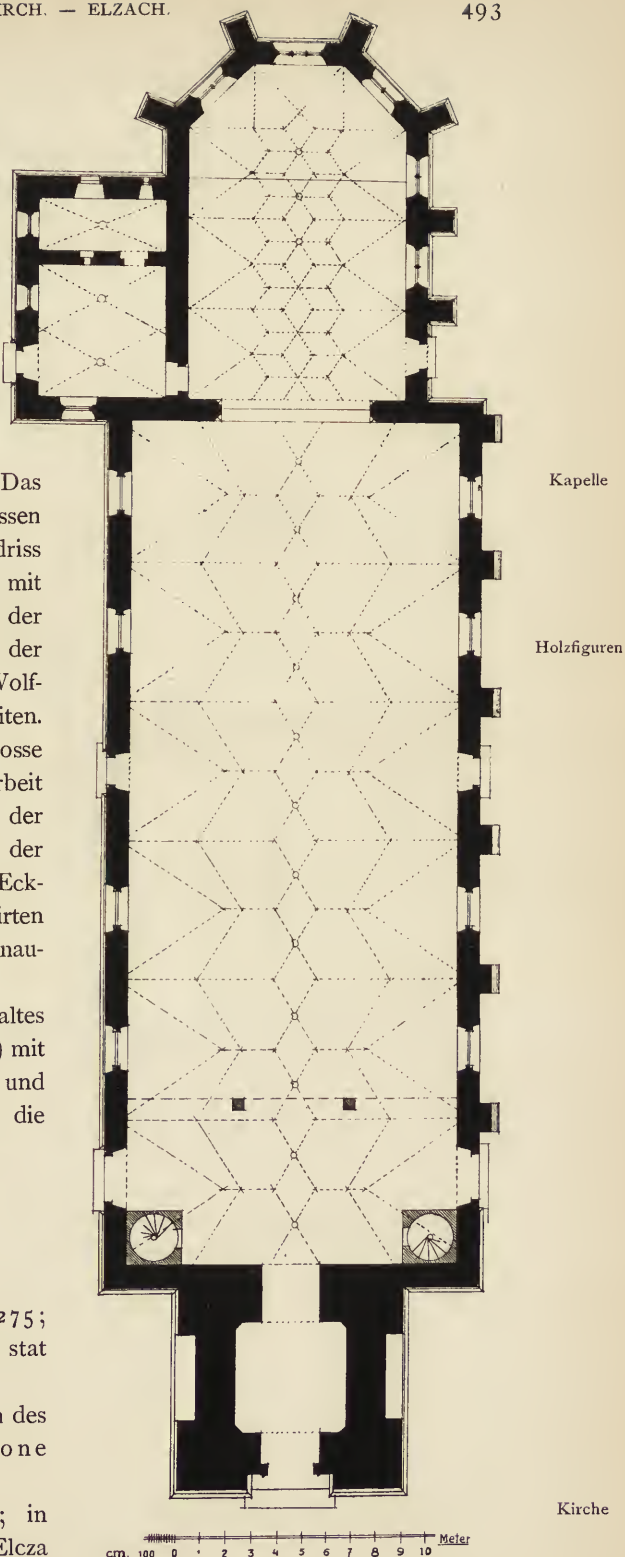 RCH. — ELZACH. 493
Das
Kapelle
ssen
driss
mit
der
Holzfiguren
der
Wolf-
iten.
osse
rbeit
der
der
Eck-
irten
nau-
altes
) mit
und
die
275;
stat
n des
one
Kirche
; in
Elcza
cm. 100 0 1 2 3 4 5 6 7 8 9 10 Meter